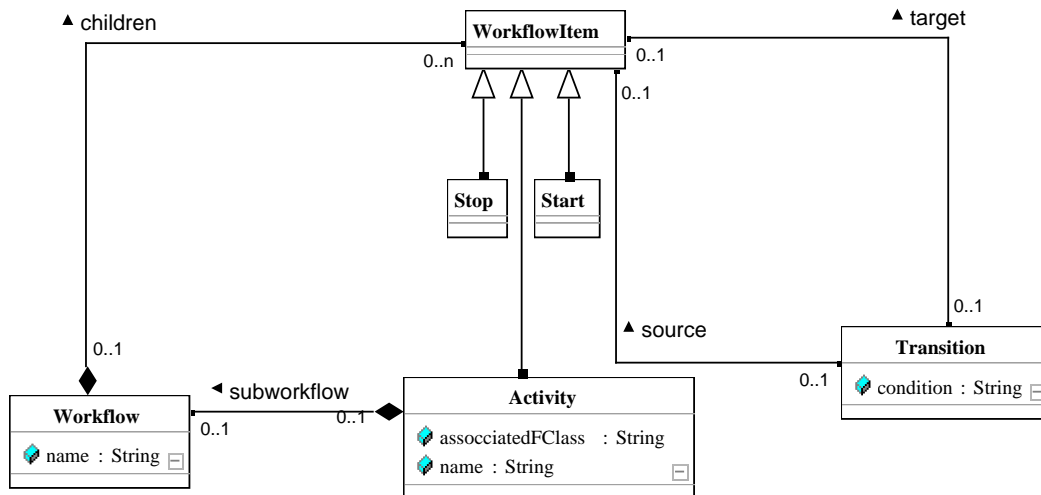 ▲ children
WorkflowItem
▲ target
0..n
0..1
0..1
Stop
Start
▲ source
0..1
0..1
0..1
Transition
condition : String
◄ subworkflow
0..1
0..1
Workflow
name : String
Activity
assocciatedFClass : String
name : String